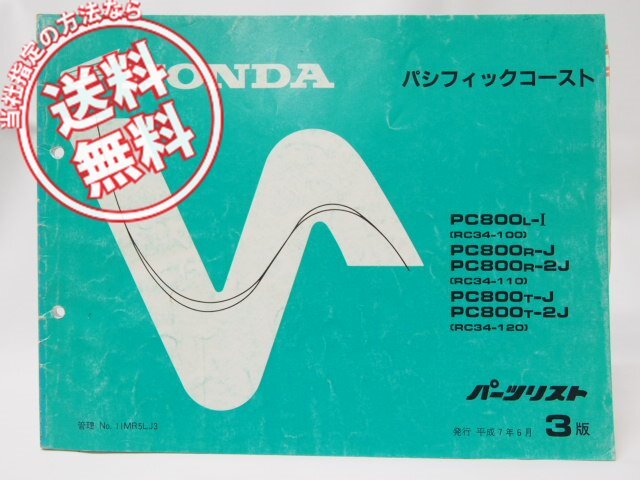 当社指定の方法なら
送料
無料
ONDA
パシフィックコースト
PC800L-I
(RC34-100)
PC800R-J
PC800R-2J
(RC34-110)
PC800T-J
PC800T-2J
(RC34-120)
パーツリスト
管理 No. 11MR5LJ3
発行 平成7年6月 3版